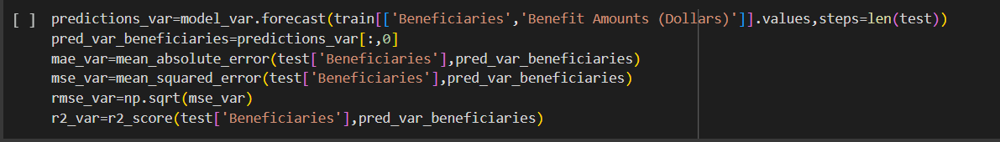 [ ] predictions_var=model_var.forecast(train[['Beneficiaries','Benefit Amounts (Dollars)']].values,steps=len(test))
pred_var_beneficiaries=predictions_var[:,0]
mae_var=mean_absolute_error(test['Beneficiaries'],pred_var_beneficiaries)
mse_var=mean_squared_error(test['Beneficiaries'],pred_var_beneficiaries)
rmse_var=np.sqrt(mse_var)
r2_var=r2_score(test['Beneficiaries'],pred_var_beneficiaries)